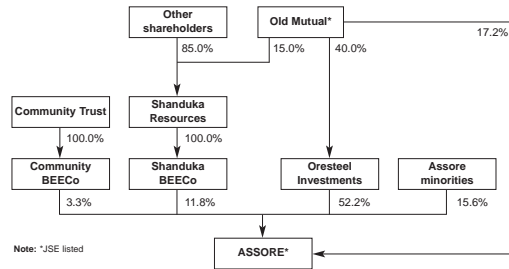 Other
shareholders
Old Mutual*
17.2%
85.0%
15.0%
40.0%
Community Trust
Shanduka
Resources
100.0%
100.0%
Community
BEECo
Shanduka
BEECo
Oresteel
Investments
Assore
minorities
3.3%
11.8%
52.2%
15.6%
Note: *JSE listed
ASSORE*